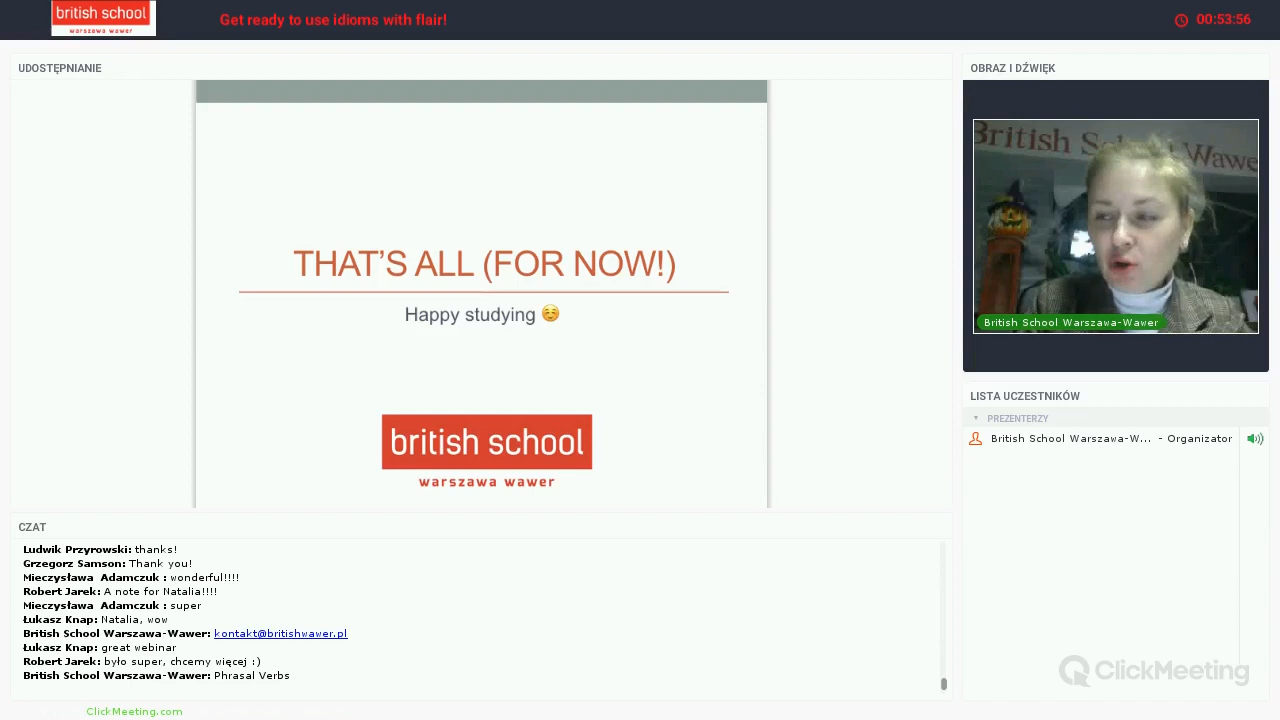 british school
warszawa wawer
Get ready to use idioms with flair!
00:53:56
UDOSTĘPNIANIE
THAT'S ALL (FOR NOW!)
Happy studying ☺️
british school
warszawa wawer
OBRAZ I DŹWIĘK
British School Wawe
British School Warszawa-Wawer
LISTA UCZESTNIKÓW
PREZENTERZY
British School Warszawa-W... - Organizator
CZAT
Ludwik Przyrowski: thanks!
Grzegorz Samson: Thank you!
Mieczysława Adamczuk : wonderful!!!!
Robert Jarek: A note for Natalia!!!!
Mieczysława Adamczuk : super
Łukasz Knap: Natalia, wow
British School Warszawa-Wawer: kontakt@britishwawer.pl
Łukasz Knap: great webinar
Robert Jarek: było super, chcemy więcej :)
British School Warszawa-Wawer: Phrasal Verbs
ClickMeeting
ClickMeeting.com